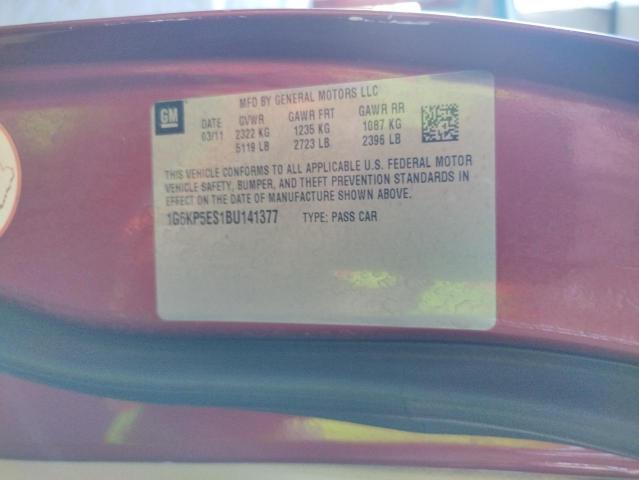 MFD BY GENERAL MOTORS LLC
GM DATE GVWR GAWR FRT GAWR RR
03/11 2322 KG 1235 KG 1087 KG
5119 LB 2723 LB 2396 LB
THIS VEHICLE CONFORMS TO ALL APPLICABLE U.S. FEDERAL MOTOR
VEHICLE SAFETY, BUMPER, AND THEFT PREVENTION STANDARDS IN
EFFECT ON THE DATE OF MANUFACTURE SHOWN ABOVE.
1G6KP5ES1BU141377 TYPE: PASS CAR